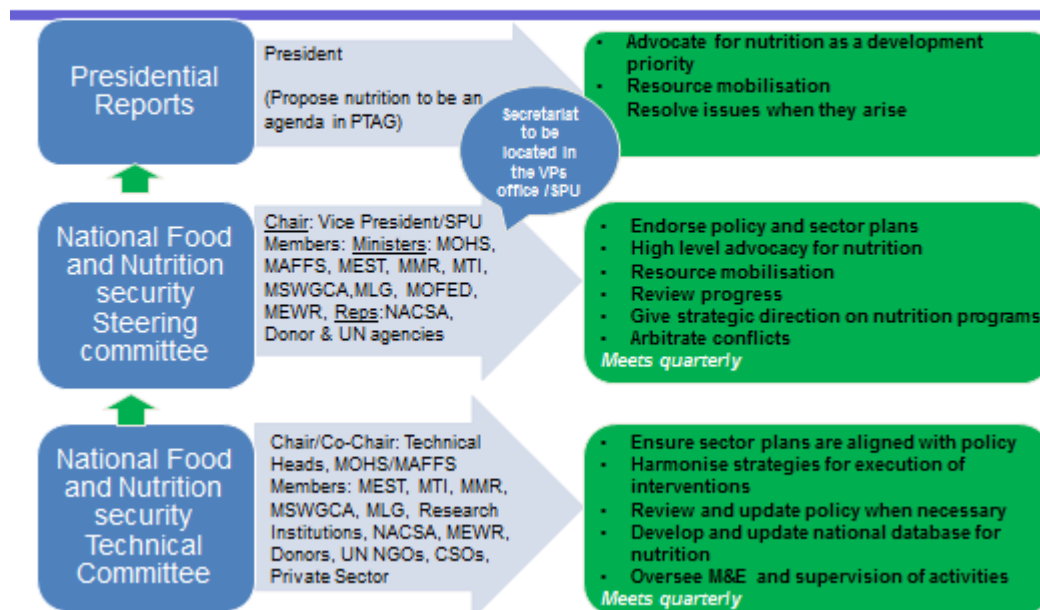 Presidential
Reports
President
(Propose nutrition to be an
agenda in PTAG)
Secretariat
to be
located in
the VPs
office /SPU
• Advocate for nutrition as a development
priority
• Resource mobilisation
• Resolve issues when they arise
National Food
and Nutrition
security
Steering
committee
Chair: Vice President/SPU
Members: Ministers: MOHS,
MAFFS, MEST, MMR, MTI,
MSWGCA,MLG, MOFED,
MEWR, Reps:NACSA,
Donor & UN agencies
• Endorse policy and sector plans
• High level advocacy for nutrition
• Resource mobilisation
• Review progress
• Give strategic direction on nutrition programs
• Arbitrate conflicts
Meets quarterly
National Food
and Nutrition
security
Technical
Committee
Chair/Co-Chair: Technical
Heads, MOHS/MAFFS
Members: MEST, MTI, MMR,
MSWGCA, MLG, Research
Institutions, NACSA, MEWR,
Donors, UN NGOs, CSOs,
Private Sector
• Ensure sector plans are aligned with policy
• Harmonise strategies for execution of
interventions
• Review and update policy when necessary
• Develop and update national database for
nutrition
• Oversee M&E and supervision of activities
Meets quarterly